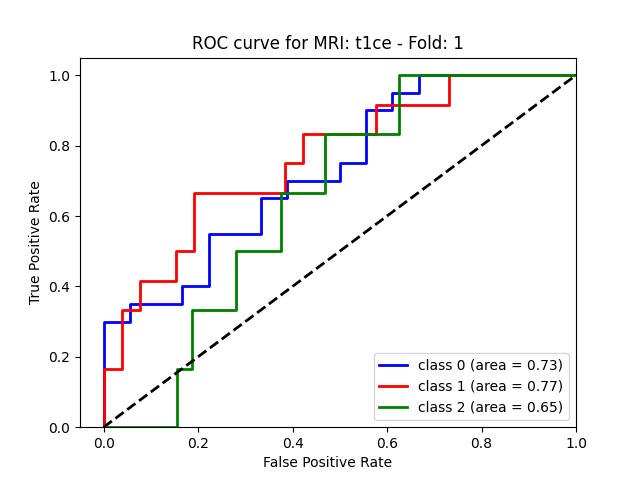 ROC curve for MRI: t1ce - Fold: 1
1.0
0.8
0.6
0.4
0.2
0.0
True Positive Rate
0.0 0.2 0.4 0.6 0.8 1.0
False Positive Rate
class 0 (area = 0.73)
class 1 (area = 0.77)
class 2 (area = 0.65)